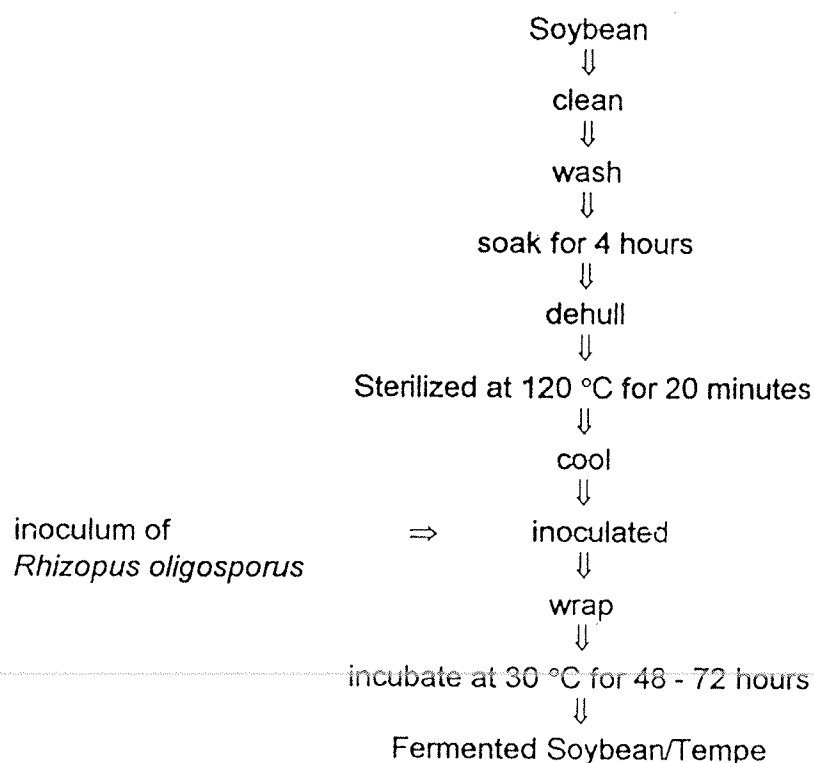 Soybean
⇓
clean
⇓
wash
⇓
soak for 4 hours
⇓
dehull
⇓
Sterilized at 120 °C for 20 minutes
⇓
cool
⇓
inoculum of ⇒ inoculated
Rhizopus oligosporus
⇓
wrap
⇓
incubate at 30 °C for 48 - 72 hours
⇓
Fermented Soybean/Tempe